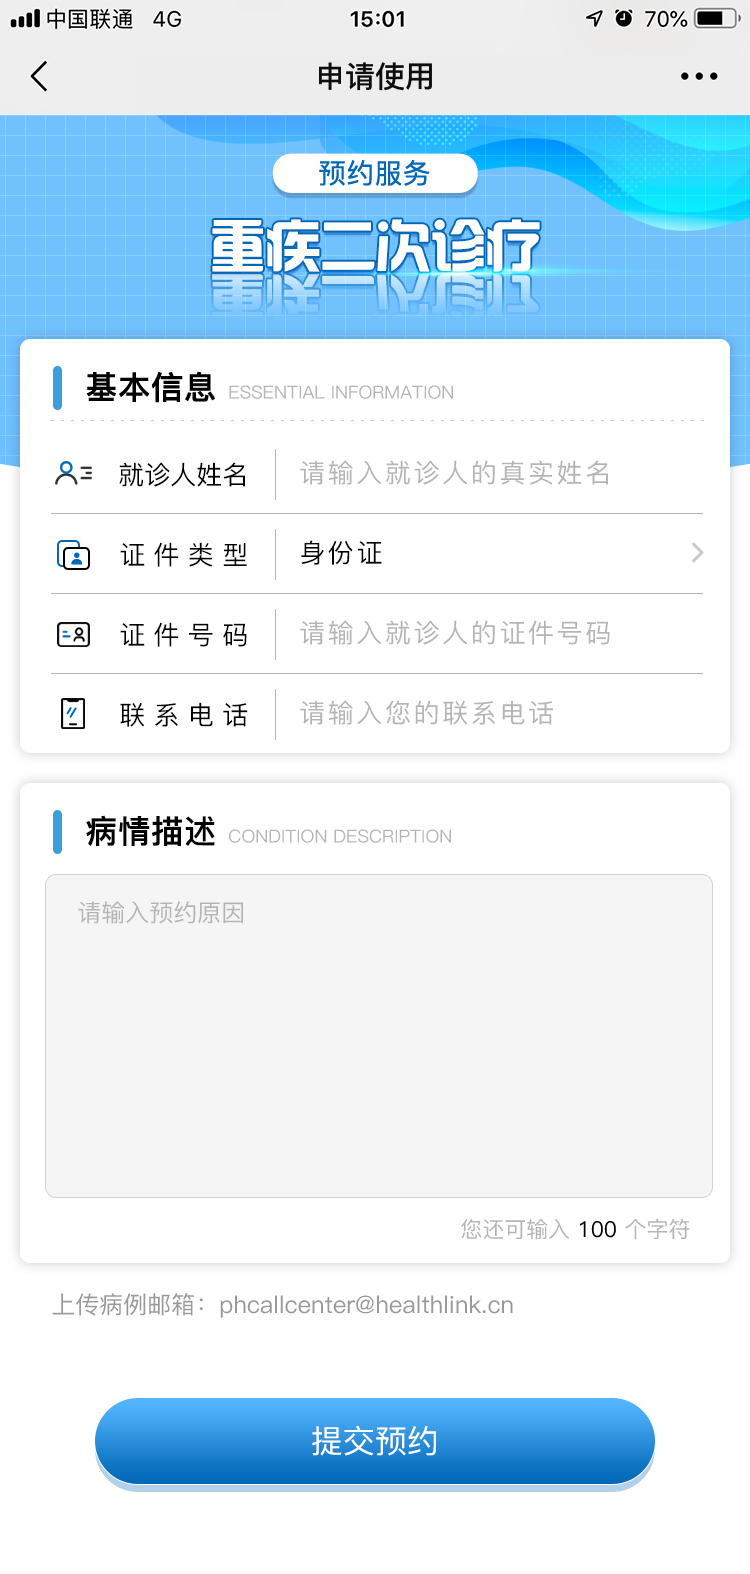 中国联通 4G 15:01 70%
申请使用
预约服务
重疾二次诊疗
基本信息 ESSENTIAL INFORMATION
就诊人姓名 请输入就诊人的真实姓名
证件类型 身份证
证件号码 请输入就诊人的证件号码
联系电话 请输入您的联系电话
病情描述 CONDITION DESCRIPTION
请输入预约原因
您还可输入 100 个字符
上传病例邮箱：phcallcenter@healthlink.cn
提交预约